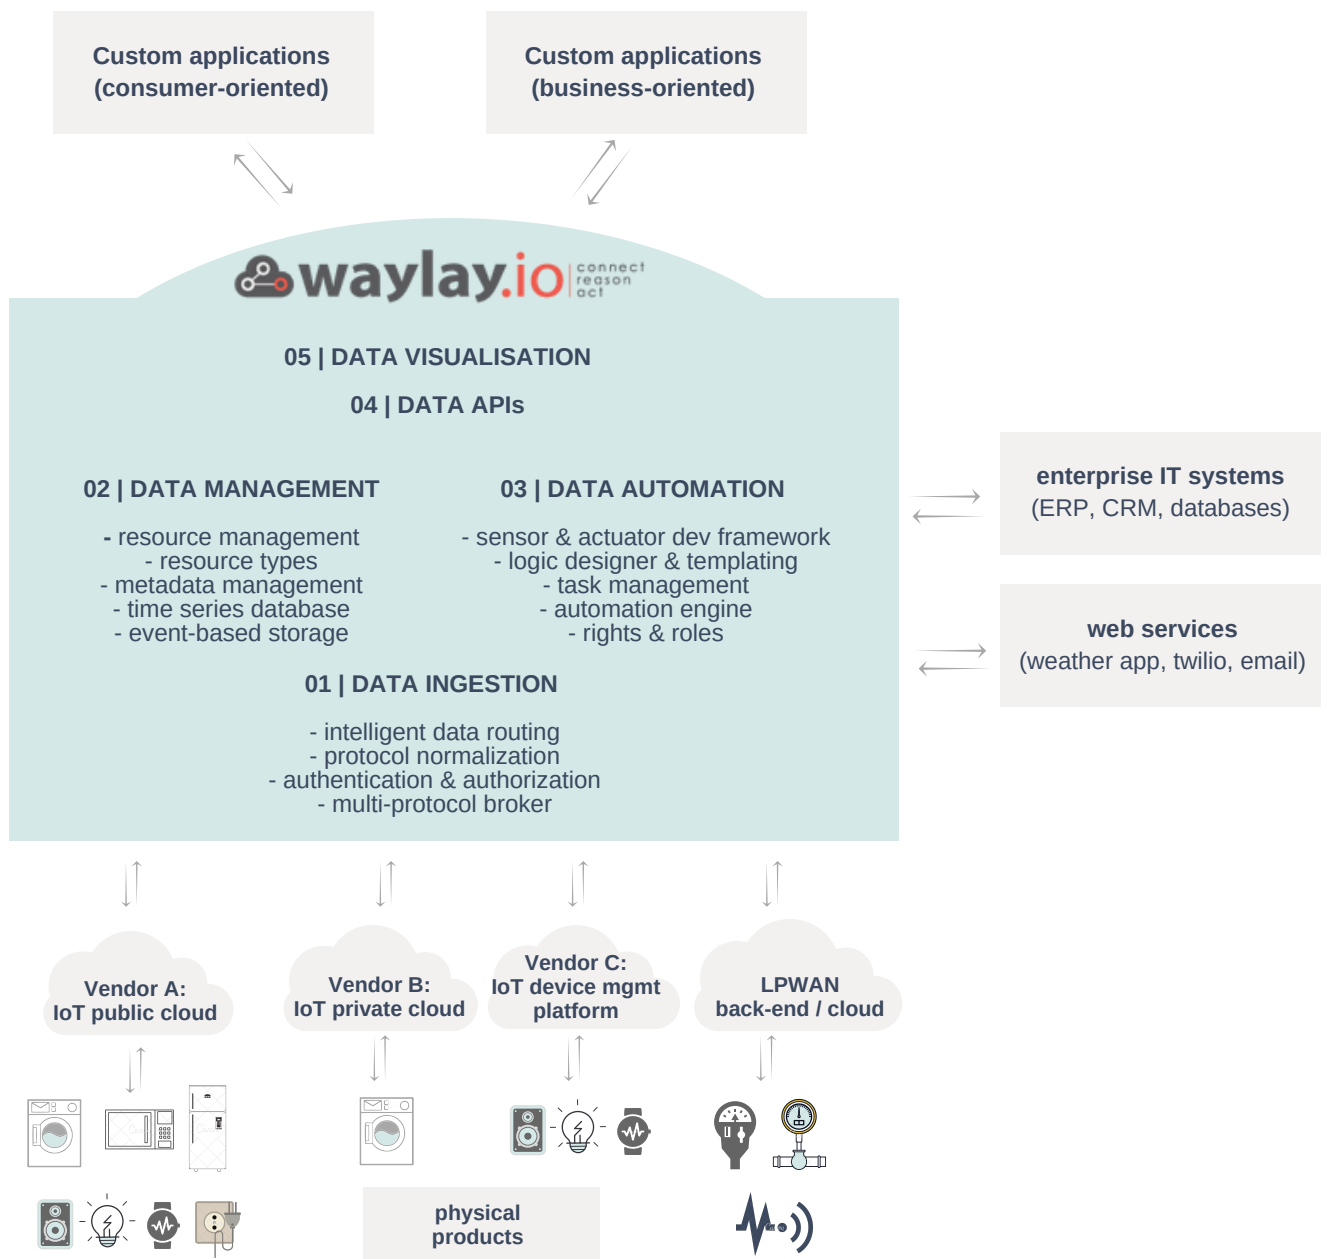 Custom applications
(consumer-oriented)
Custom applications
(business-oriented)
waylay.io
connect
reason
act
05 | DATA VISUALISATION
04 | DATA APIs
02 | DATA MANAGEMENT
- resource management
- resource types
- metadata management
- time series database
- event-based storage
03 | DATA AUTOMATION
- sensor & actuator dev framework
- logic designer & templating
- task management
- automation engine
- rights & roles
01 | DATA INGESTION
- intelligent data routing
- protocol normalization
- authentication & authorization
- multi-protocol broker
enterprise IT systems
(ERP, CRM, databases)
web services
(weather app, twilio, email)
Vendor A:
IoT public cloud
Vendor B:
IoT private cloud
Vendor C:
IoT device mgmt
platform
LPWAN
back-end / cloud
physical
products